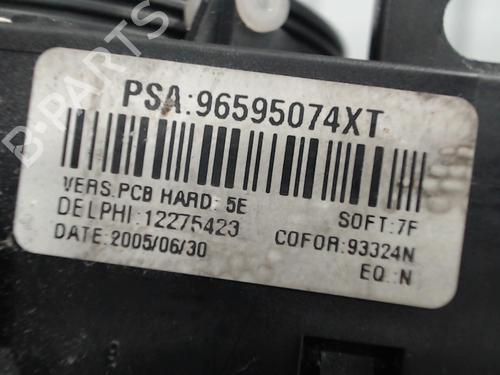 PSA:96595074XT
VERS.PCB HARD: 5E
SOFT:7F
DELPHI:12275423
COFOR:93324N
DATE:2005/06/30
EQ.:N
B-PARTS